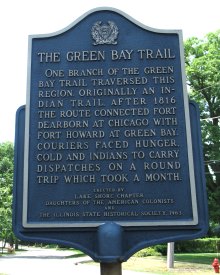 THE GREEN BAY TRAIL
ONE BRANCH OF THE GREEN
BAY TRAIL TRAVERSED THIS
REGION. ORIGINALLY AN IN-
DIAN TRAIL, AFTER 1816
THE ROUTE CONNECTED FORT
DEARBORN AT CHICAGO WITH
FORT HOWARD AT GREEN BAY.
COURIERS FACED HUNGER,
COLD AND INDIANS TO CARRY
DISPATCHES ON A ROUND
TRIP WHICH TOOK A MONTH.
ERECTED BY
LAKE SHORE CHAPTER
DAUGHTERS OF THE AMERICAN COLONISTS
AND
THE ILLINOIS STATE HISTORICAL SOCIETY, 1963